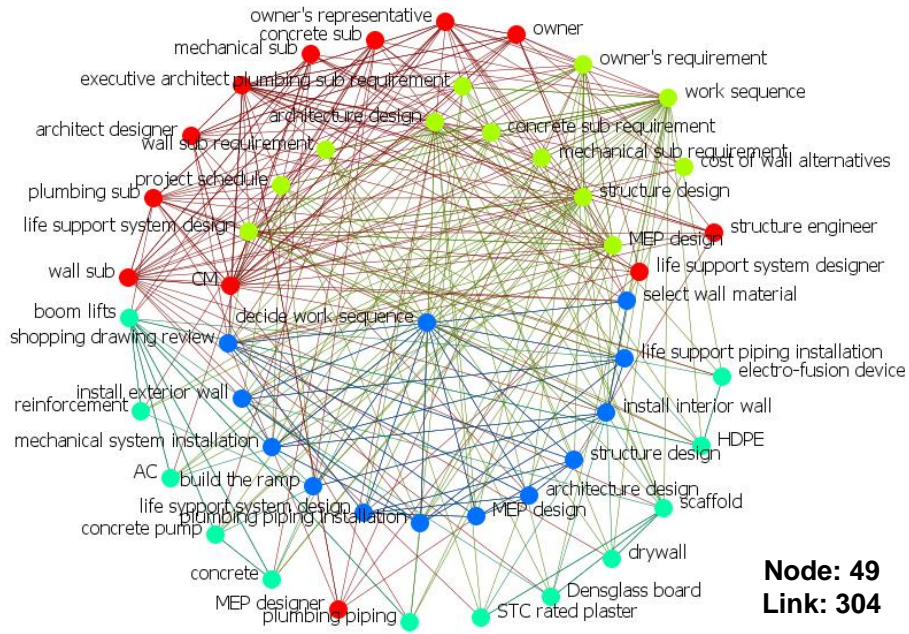 owner's representative
concrete sub
owner
mechanical sub
owner's requirement
executive architect
plumbing sub requirement
work sequence
architecture design
architect designer
concrete sub requirement
wall sub requirement
mechanical sub requirement
cost of wall alternatives
project schedule
plumbing sub
structure design
life support system design
structure engineer
MEP design
wall sub
CM
life support system designer
select wall material
boom lifts
decide work sequence
shopping drawing review
life support piping installation
electro-fusion device
install exterior wall
reinforcement
install interior wall
mechanical system installation
HDPE
structure design
AC
build the ramp
architecture design
scaffold
life support system design
plumbing piping installation
MEP design
concrete pump
drywall
concrete
Densglass board
MEP designer
plumbing piping
STC rated plaster
Node: 49
Link: 304